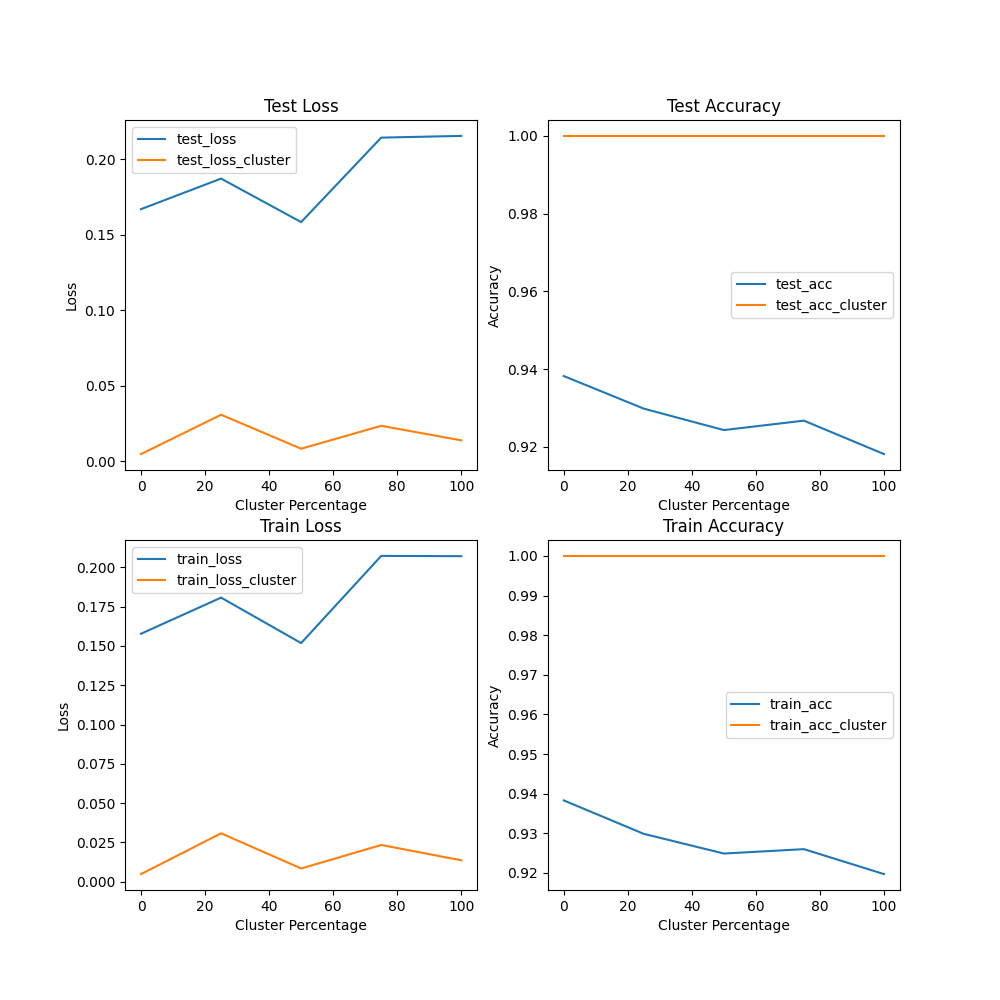 Test Loss
test_loss
test_loss_cluster
0.20
0.15
0.10
0.05
0.00
Loss
0 20 40 60 80 100
Cluster Percentage
Test Accuracy
1.00
0.98
0.96
0.94
0.92
Accuracy
test_acc
test_acc_cluster
0 20 40 60 80 100
Cluster Percentage
Train Loss
train_loss
train_loss_cluster
0.200
0.175
0.150
0.125
0.100
0.075
0.050
0.025
0.000
Loss
0 20 40 60 80 100
Cluster Percentage
Train Accuracy
1.00
0.99
0.98
0.97
0.96
0.95
0.94
0.93
0.92
Accuracy
train_acc
train_acc_cluster
0 20 40 60 80 100
Cluster Percentage